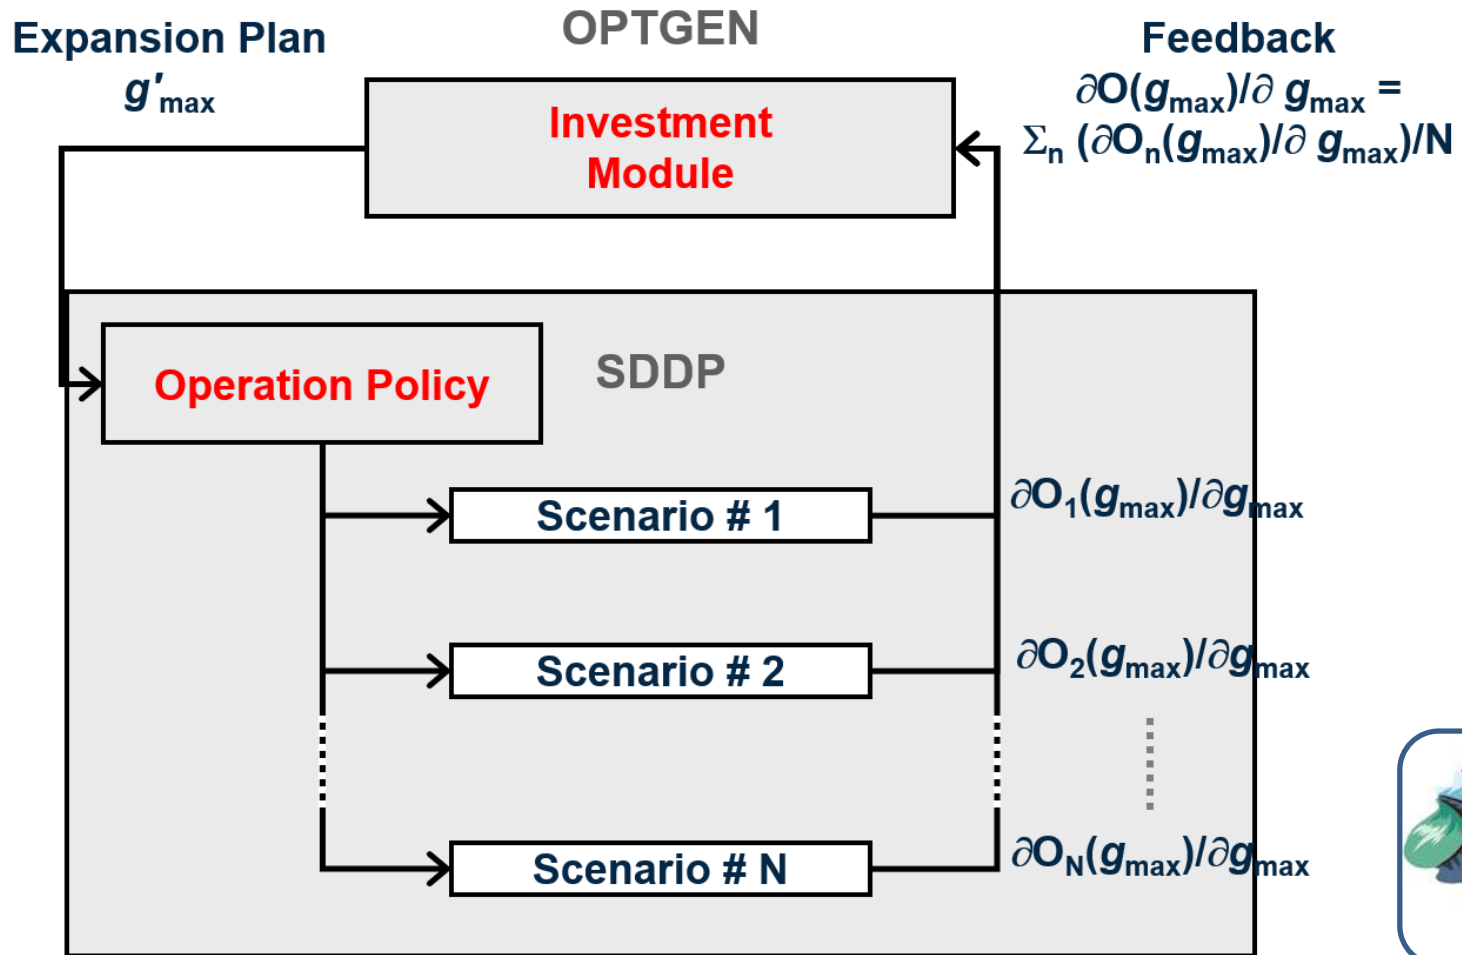 OPTGEN
Expansion Plan
g'max
Investment
Module
Feedback
∂O(gmax)/∂ gmax =
Σn (∂On(gmax)/∂ gmax)/N
Operation Policy
SDDP
Scenario # 1
∂O1(gmax)/∂gmax
Scenario # 2
∂O2(gmax)/∂gmax
Scenario # N
∂ON(gmax)/∂gmax